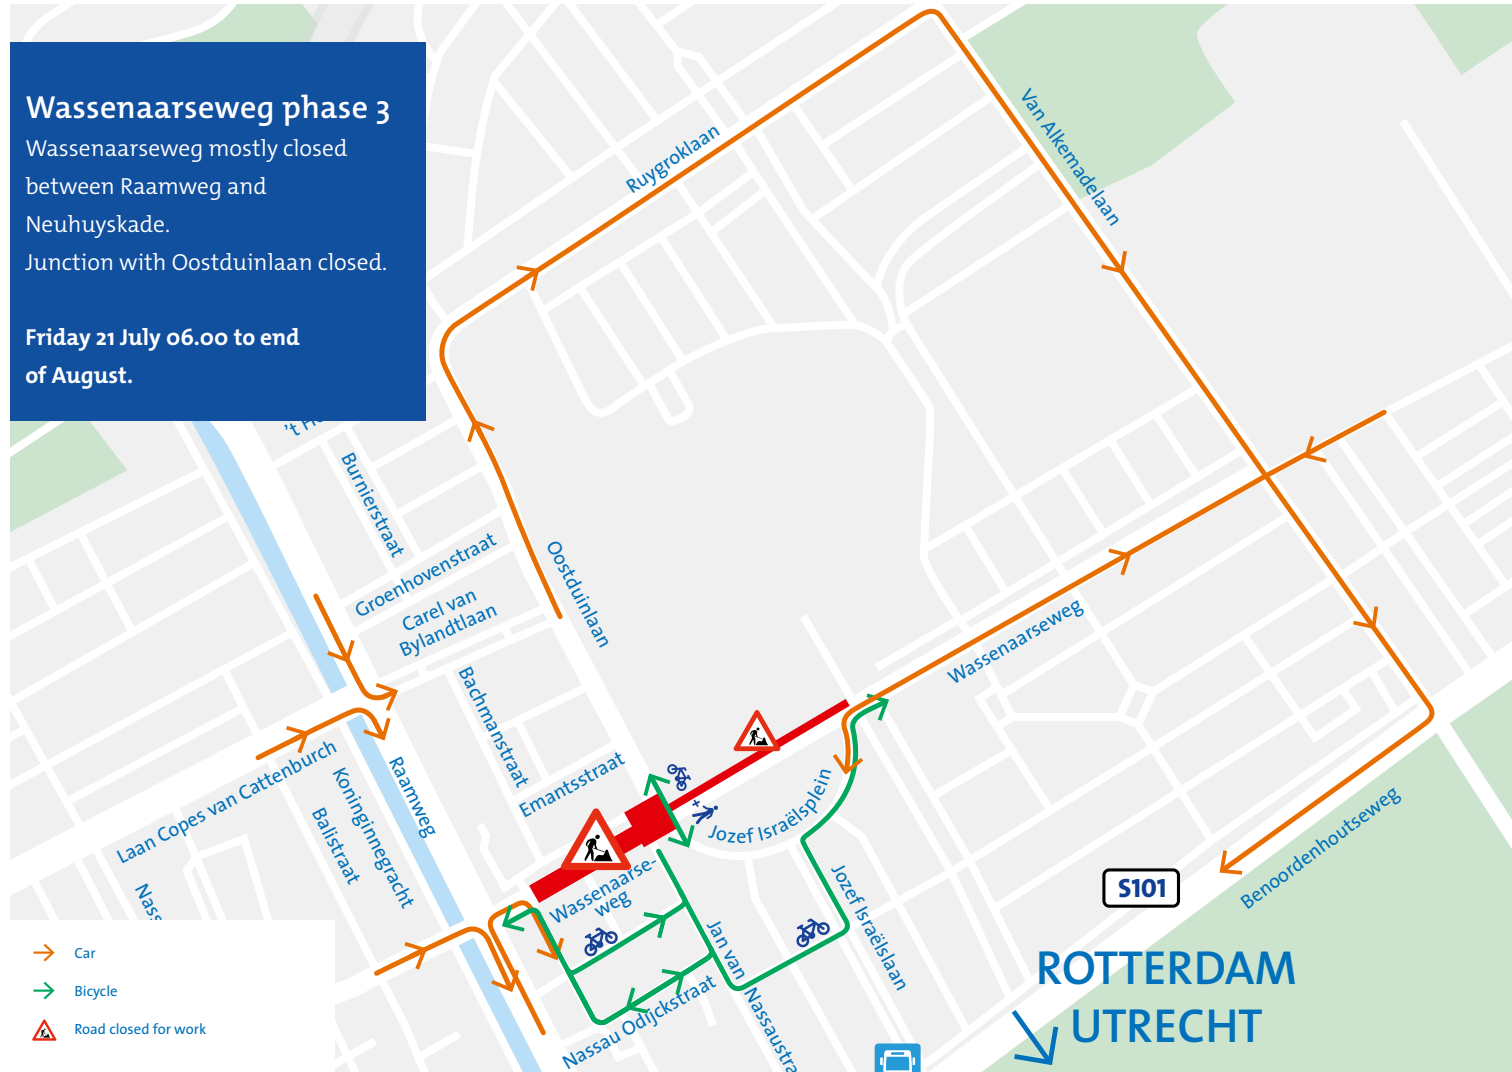 Wassenaarseweg phase 3
Wassenaarseweg mostly closed
between Raamweg and
Neuhuyskade.
Junction with Oostduinlaan closed.
Friday 21 July 06.00 to end
of August.
Ruygroklaan
Van Alkemadelaan
't H
Burnierstraat
Groenhovenstraat
Carel van
Bylandtlaan
Oostduinlaan
Bachmanstraat
Emantsstraat
Wassenaarseweg
Laan Copes van Cattenburch
Koninginnegracht
Balistraat
Raamweg
Nass
Jozef Israëlsplein
Wassenaarse-
weg
Jozef Israëlslaan
Jan van
Nassaustra
Nassau Odijckstraat
Benoordenhoutseweg
S101
ROTTERDAM
UTRECHT
Car
Bicycle
Road closed for work